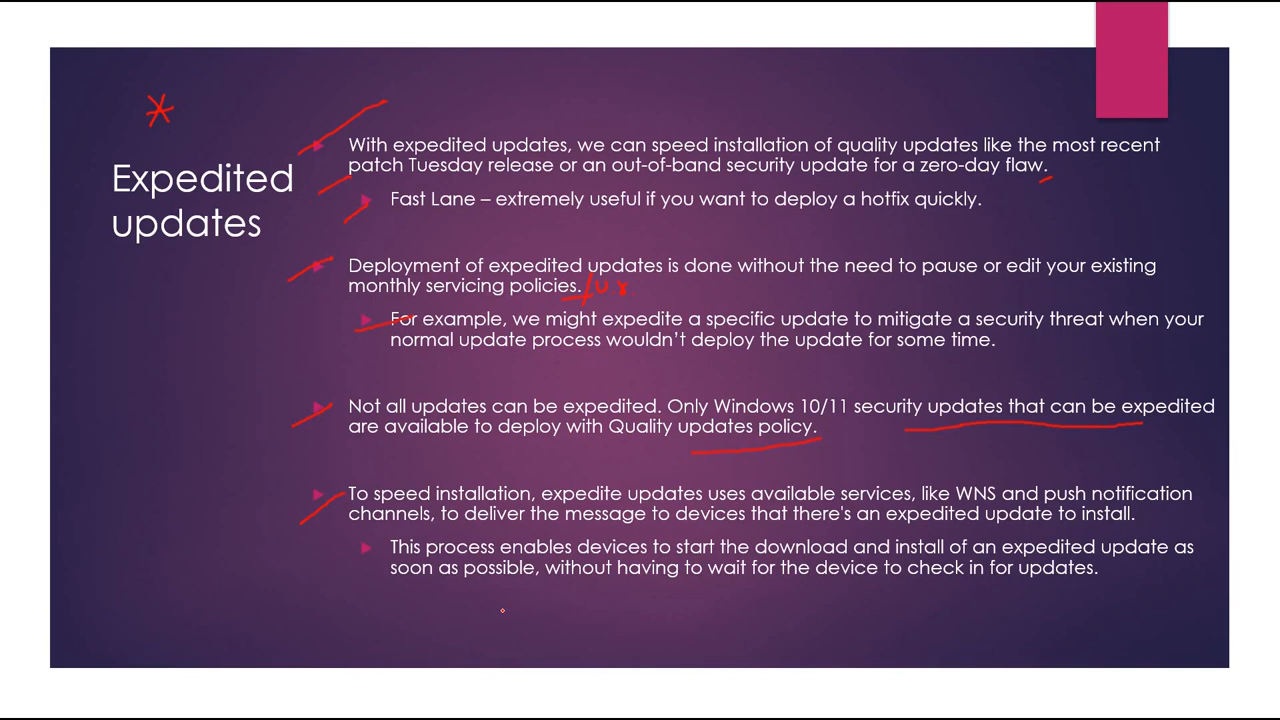 Expedited
updates
With expedited updates, we can speed installation of quality updates like the most recent
patch Tuesday release or an out-of-band security update for a zero-day flaw.
Fast Lane – extremely useful if you want to deploy a hotfix quickly.
Deployment of expedited updates is done without the need to pause or edit your existing
monthly servicing policies.
For example, we might expedite a specific update to mitigate a security threat when your
normal update process wouldn't deploy the update for some time.
Not all updates can be expedited. Only Windows 10/11 security updates that can be expedited
are available to deploy with Quality updates policy.
To speed installation, expedite updates uses available services, like WNS and push notification
channels, to deliver the message to devices that there's an expedited update to install.
This process enables devices to start the download and install of an expedited update as
soon as possible, without having to wait for the device to check in for updates.